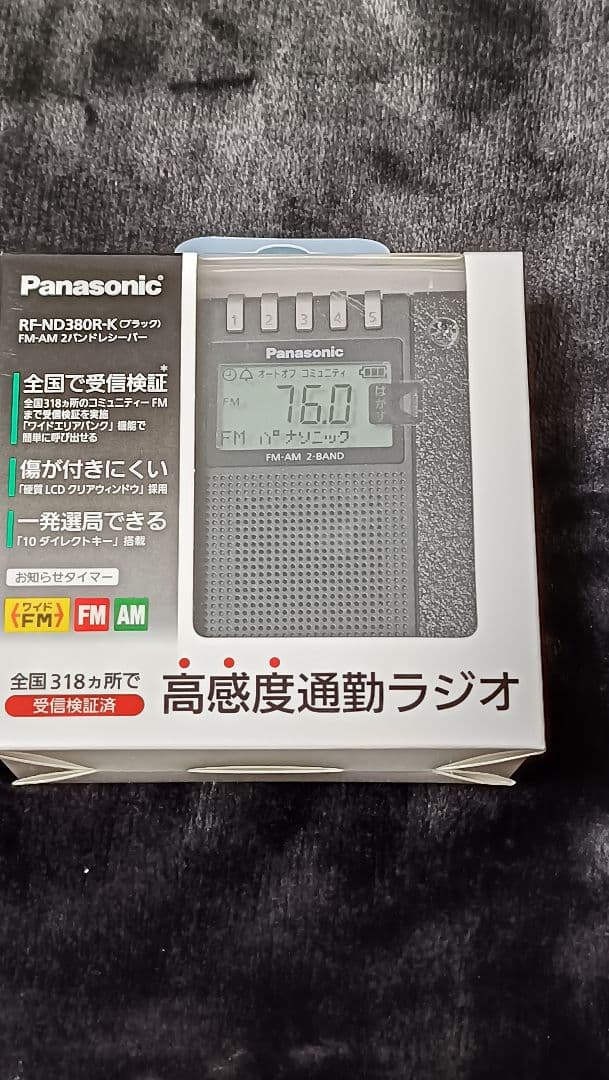 Panasonic
RF-ND380R-K(ブラック)
FM-AM 2バンドレシーバー
全国で受信検証*
全国318ヵ所のコミュニティーFM
まで受信検証を実施
「ワイドエリアバンク」機能で
簡単に呼び出せる
傷が付きにくい
「硬質LCDクリアウィンドウ」採用
一発選局できる
「10ダイレクトキー」搭載
お知らせタイマー
ワイド
FM
FM
AM
全国318ヵ所で
受信検証済
高感度通勤ラジオ
1 2 3 4 5
Panasonic
オートオフ コミュニティ
FM 76.0
はがす
FM パナソニック
FM-AM 2-BAND